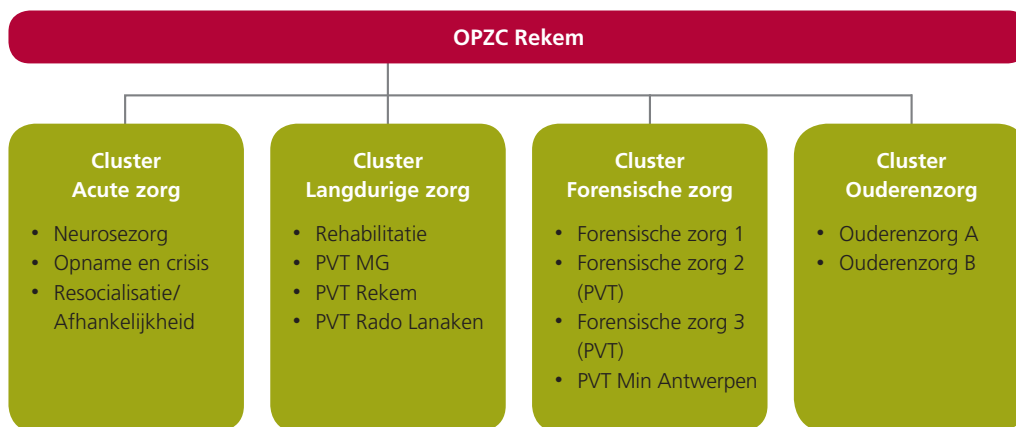 OPZC Rekem
Cluster
Acute zorg
• Neurosezorg
• Opname en crisis
• Resocialisatie/
Afhankelijkheid
Cluster
Langdurige zorg
• Rehabilitatie
• PVT MG
• PVT Rekem
• PVT Rado Lanaken
Cluster
Forensische zorg
• Forensische zorg 1
• Forensische zorg 2
(PVT)
• Forensische zorg 3
(PVT)
• PVT Min Antwerpen
Cluster
Ouderenzorg
• Ouderenzorg A
• Ouderenzorg B